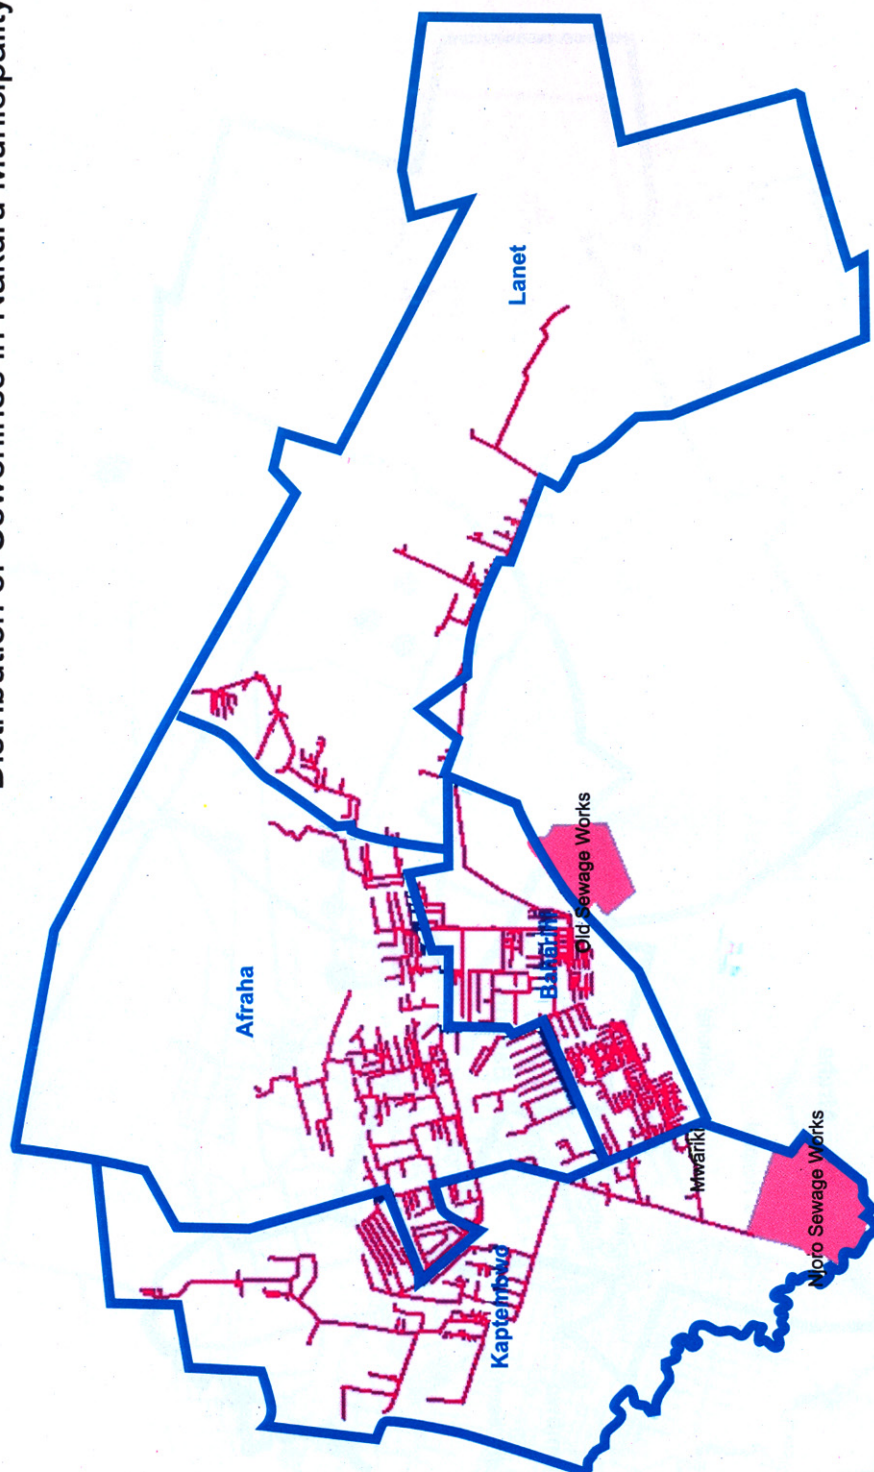 Distribution of Sewerlines in Nakuru Municipality
Lanet
Afraha
Old Sewage Works
Mwariki
Njoro Sewage Works
Kaptembwo